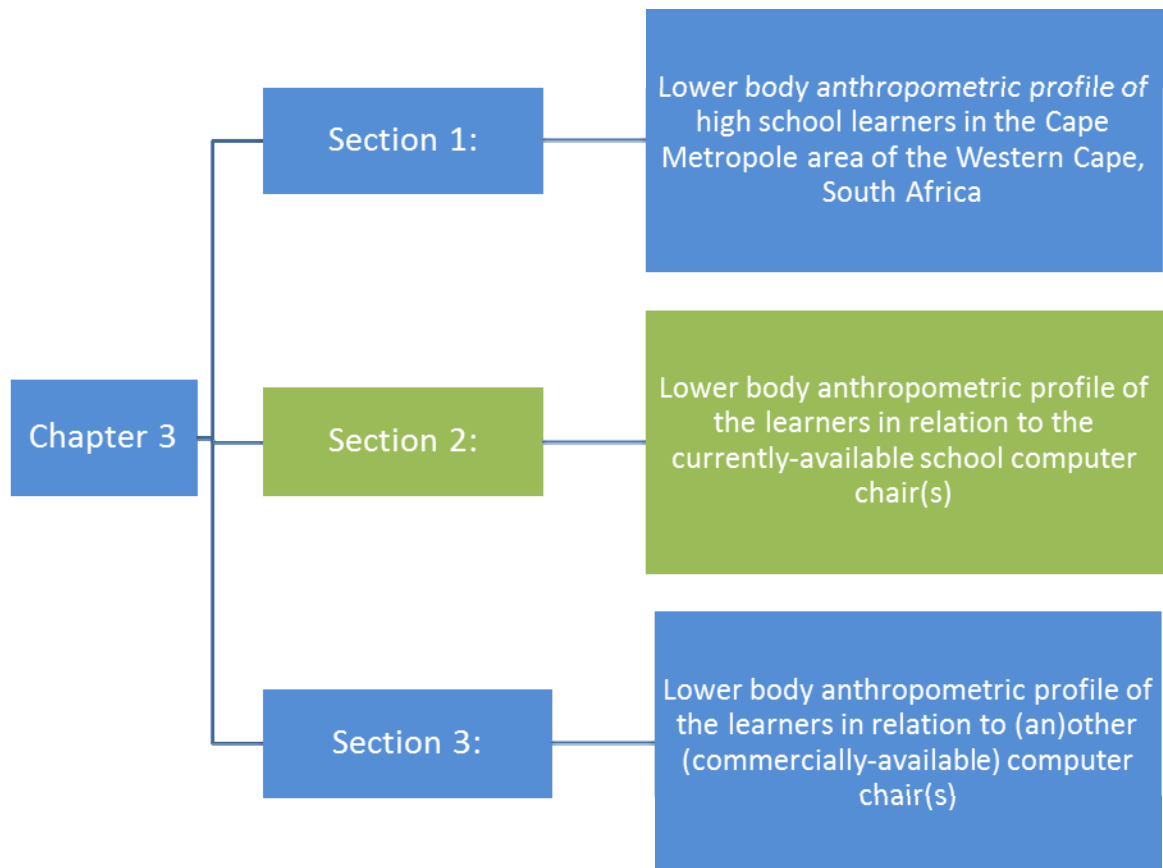 Chapter 3
Section 1:
Lower body anthropometric profile of
high school learners in the Cape
Metropole area of the Western Cape,
South Africa
Section 2:
Lower body anthropometric profile of
the learners in relation to the
currently-available school computer
chair(s)
Section 3:
Lower body anthropometric profile of
the learners in relation to (an)other
(commercially-available) computer
chair(s)